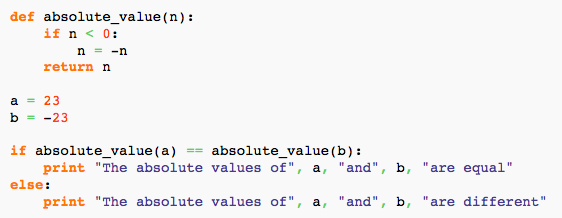 def absolute_value(n):
    if n < 0:
        n = -n
    return n

a = 23
b = -23

if absolute_value(a) == absolute_value(b):
    print "The absolute values of", a, "and", b, "are equal"
else:
    print "The absolute values of", a, "and", b, "are different"